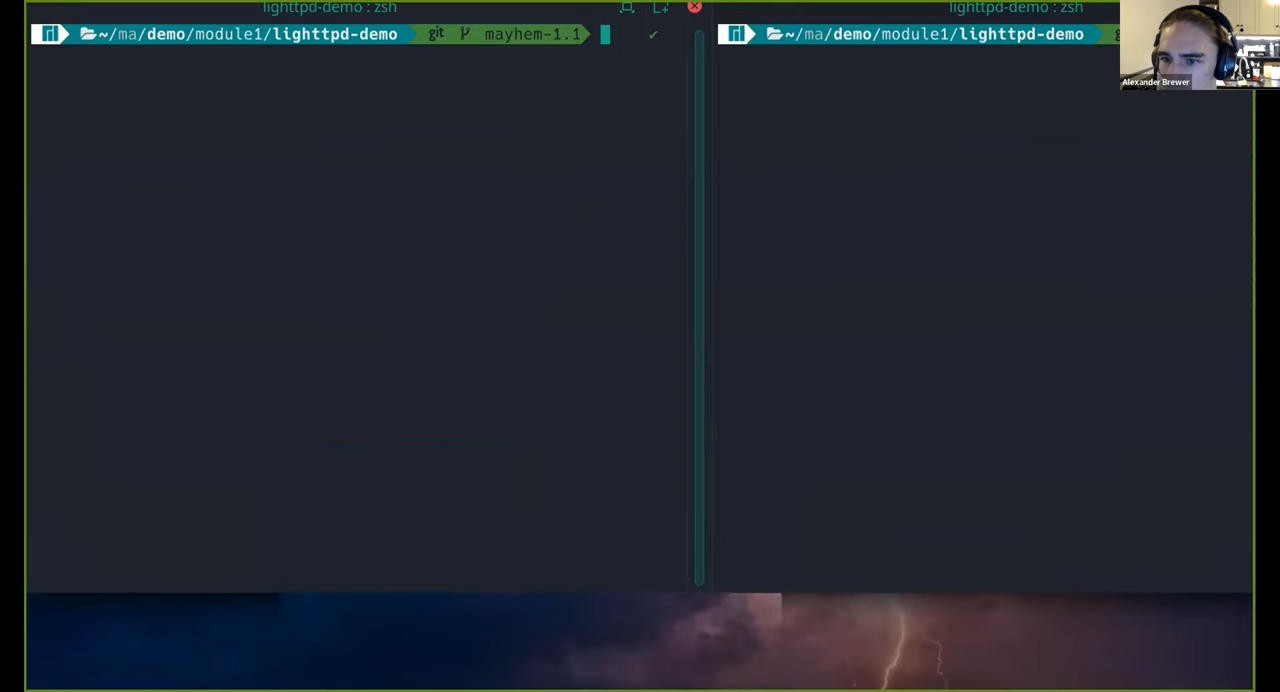 lighttpd-demo : zsh
~/ma/demo/module1/lighttpd-demo git mayhem-1.1 ✔
lighttpd-demo : zsh
~/ma/demo/module1/lighttpd-demo g
Alexander Brewer